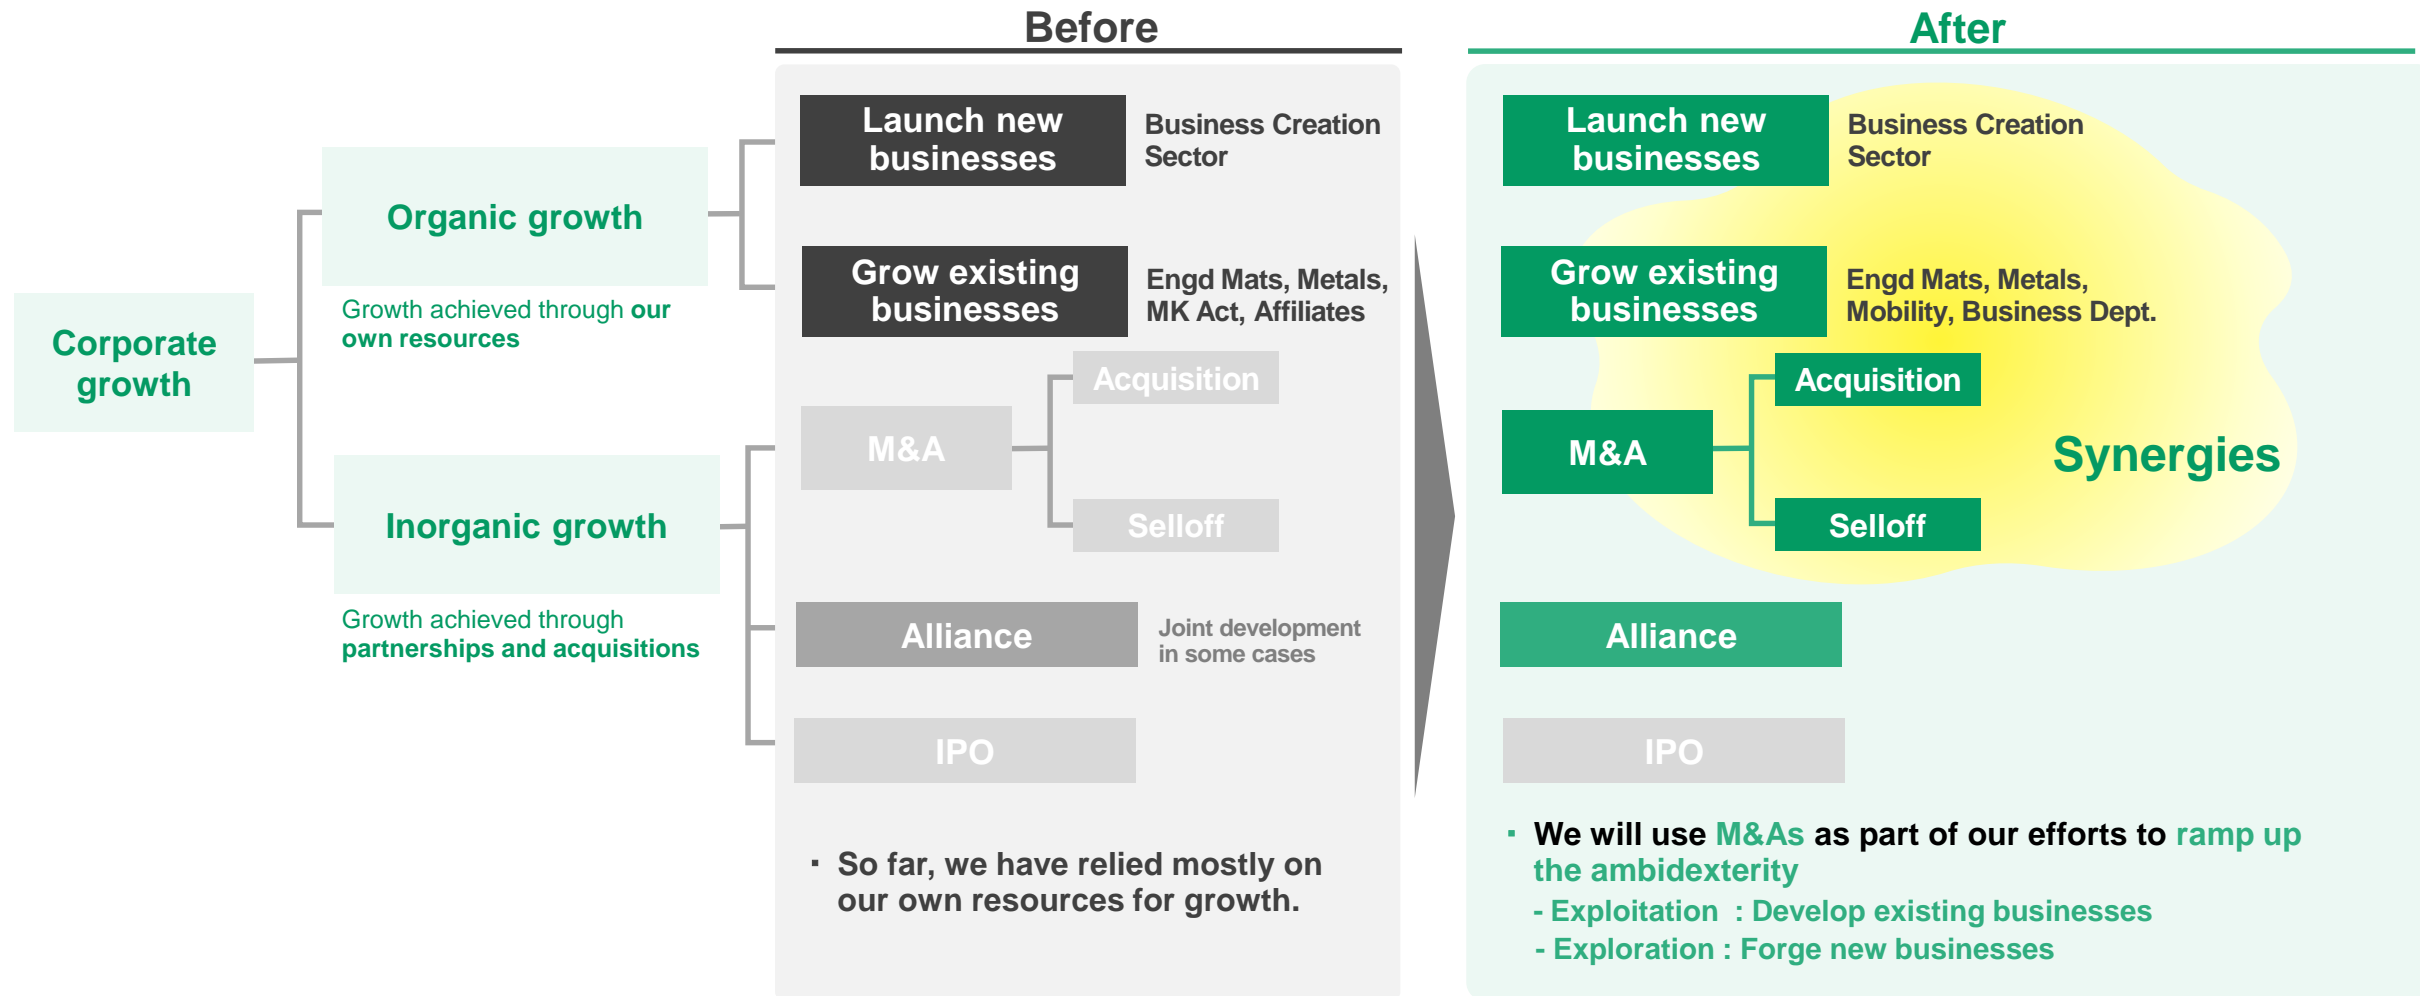 Before
After
Corporate
growth
Organic growth
Growth achieved through our
own resources
Inorganic growth
Growth achieved through
partnerships and acquisitions
Launch new
businesses
Business Creation
Sector
Grow existing
businesses
Engd Mats, Metals,
MK Act, Affiliates
M&A
Acquisition
Selloff
Alliance
Joint development
in some cases
IPO
▪ So far, we have relied mostly on
our own resources for growth.
Launch new
businesses
Business Creation
Sector
Grow existing
businesses
Engd Mats, Metals,
Mobility, Business Dept.
M&A
Acquisition
Selloff
Synergies
Alliance
IPO
▪ We will use M&As as part of our efforts to ramp up
the ambidexterity
- Exploitation : Develop existing businesses
- Exploration : Forge new businesses